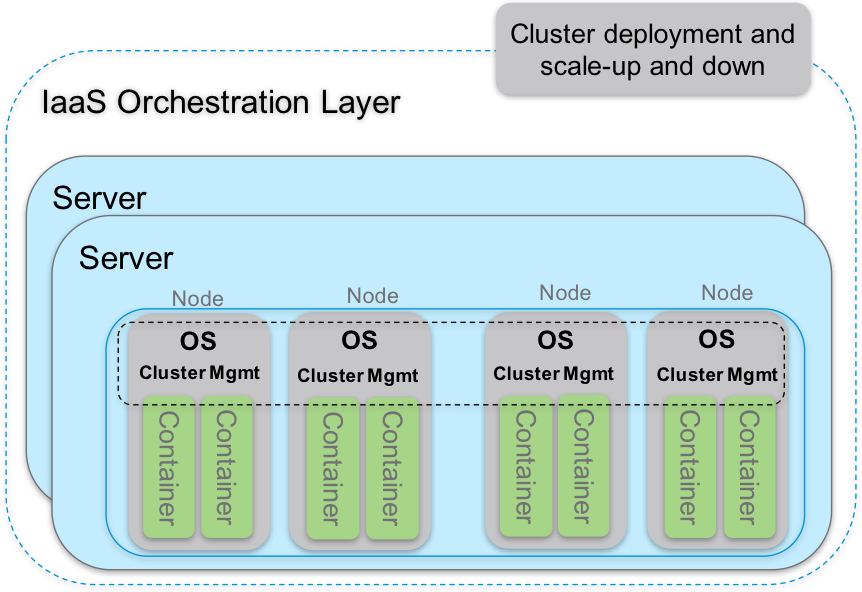 Cluster deployment and
scale-up and down
IaaS Orchestration Layer
Server
Server
Node
Node
Node
Node
OS
OS
OS
OS
Cluster Mgmt
Cluster Mgmt
Cluster Mgmt
Cluster Mgmt
Container
Container
Container
Container
Container
Container
Container
Container